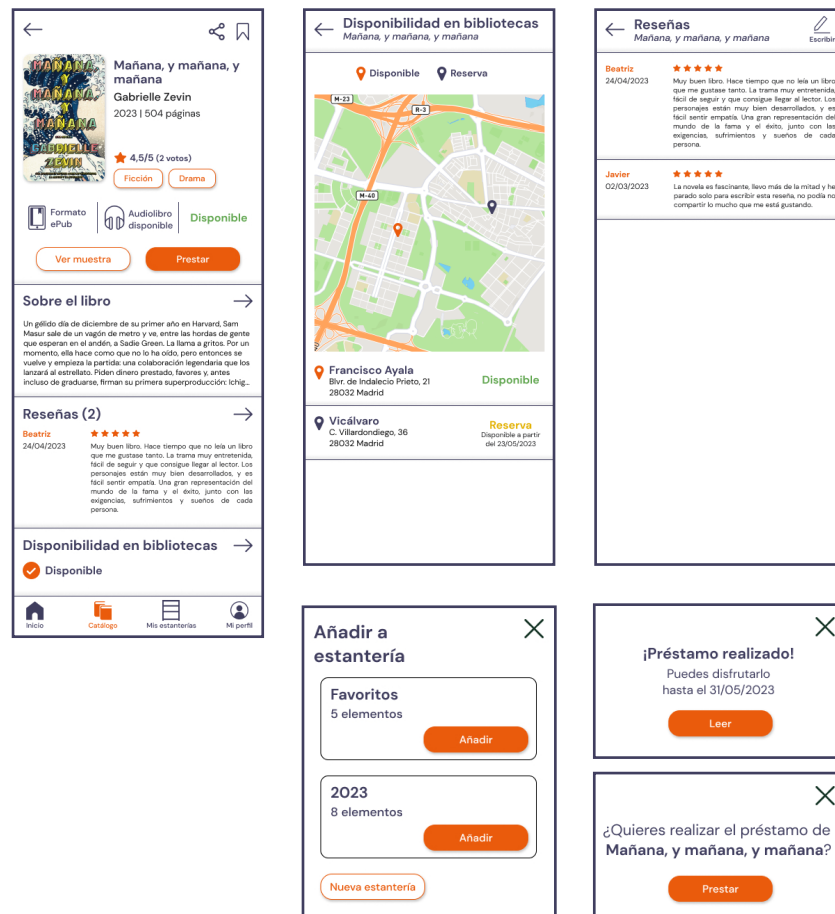 MAÑANA,
Y
MAÑANA,
Y
MAÑANA
GABRIELLE
ZEVIN
Mañana, y mañana, y
mañana
Gabrielle Zevin
2023 | 504 páginas
4,5/5 (2 votos)
Ficción
Drama
Formato
ePub
Audiolibro
disponible
Disponible
Ver muestra
Prestar
Sobre el libro
Un gélido día de diciembre de su primer año en Harvard, Sam
Masur sale de un vagón de metro y ve, entre las hordas de gente
que esperan en el andén, a Sadie Green. La llama a gritos. Por un
momento, ella hace como que no lo ha oído, pero entonces se
vuelve y empieza la partida: una colaboración legendaria que los
lanzará al estrellato. Piden dinero prestado, favores y, antes
incluso de graduarse, firman su primera superproducción: Ichig...
Reseñas (2)
Beatriz
24/04/2023
Muy buen libro. Hace tiempo que no leía un libro
que me gustase tanto. La trama muy entretenida,
fácil de seguir y que consigue llegar al lector. Los
personajes están muy bien desarrollados, y es
fácil sentir empatía. Una gran representación del
mundo de la fama y el éxito, junto con las
exigencias, sufrimientos y sueños de cada
persona.
Disponibilidad en bibliotecas
Disponible
Inicio
Catálogo
Mis estanterías
Mi perfil
Disponibilidad en bibliotecas
Mañana, y mañana, y mañana
Disponible
Reserva
M-23
R-3
M-40
Francisco Ayala
Blvr. de Indalecio Prieto, 21
28032 Madrid
Disponible
Vicálvaro
C. Villardondiego, 36
28032 Madrid
Reserva
Disponible a partir
del 23/05/2023
Reseñas
Mañana, y mañana, y mañana
Escribir
Beatriz
24/04/2023
Muy buen libro. Hace tiempo que no leía un libro
que me gustase tanto. La trama muy entretenida,
fácil de seguir y que consigue llegar al lector. Los
personajes están muy bien desarrollados, y es
fácil sentir empatía. Una gran representación del
mundo de la fama y el éxito, junto con las
exigencias, sufrimientos y sueños de cada
persona.
Javier
02/03/2023
La novela es fascinante, llevo más de la mitad y he
parado solo para escribir esta reseña, no podía no
compartir lo mucho que me está gustando.
Añadir a
estantería
Favoritos
5 elementos
Añadir
2023
8 elementos
Añadir
Nueva estantería
¡Préstamo realizado!
Puedes disfrutarlo
hasta el 31/05/2023
Leer
¿Quieres realizar el préstamo de
Mañana, y mañana, y mañana?
Prestar